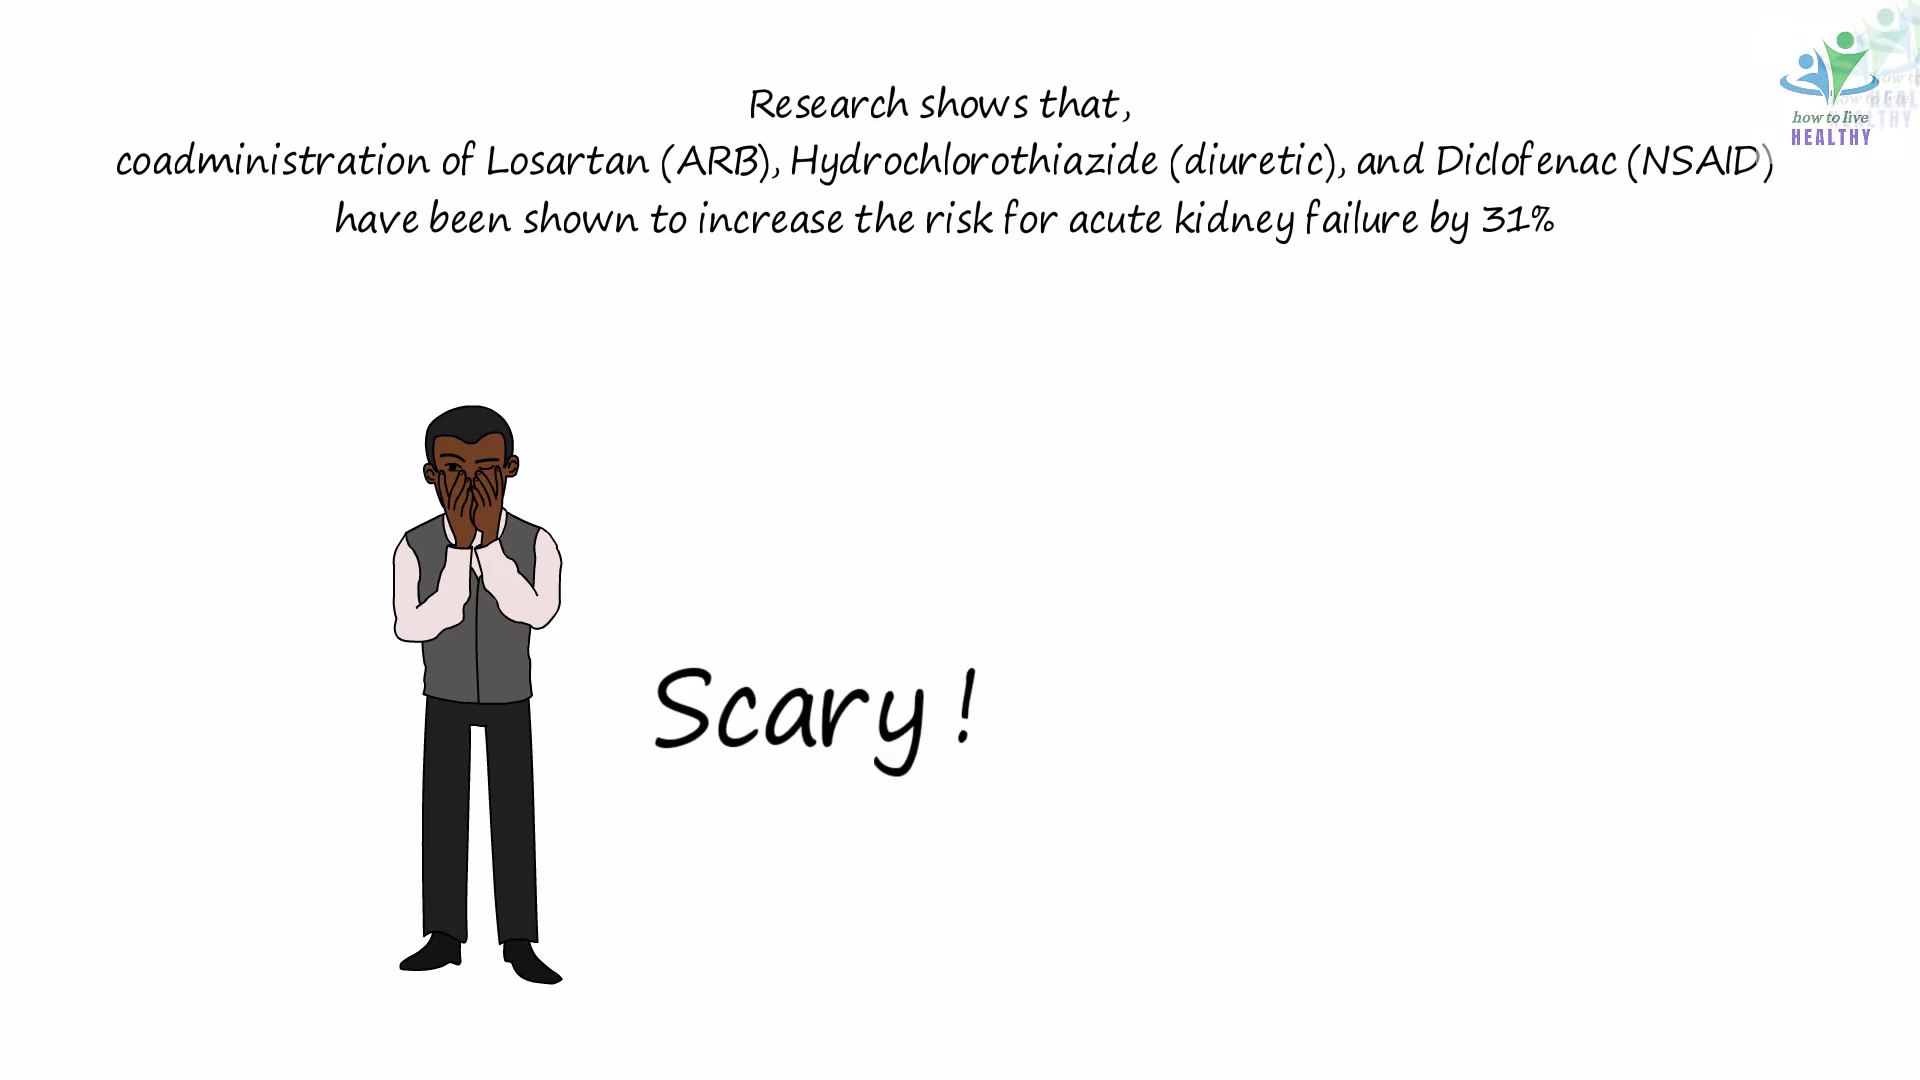 Research shows that,
coadministration of Losartan (ARB), Hydrochlorothiazide (diuretic), and Diclofenac (NSAID)
have been shown to increase the risk for acute kidney failure by 31%
how to live
HEALTHY
Scary !